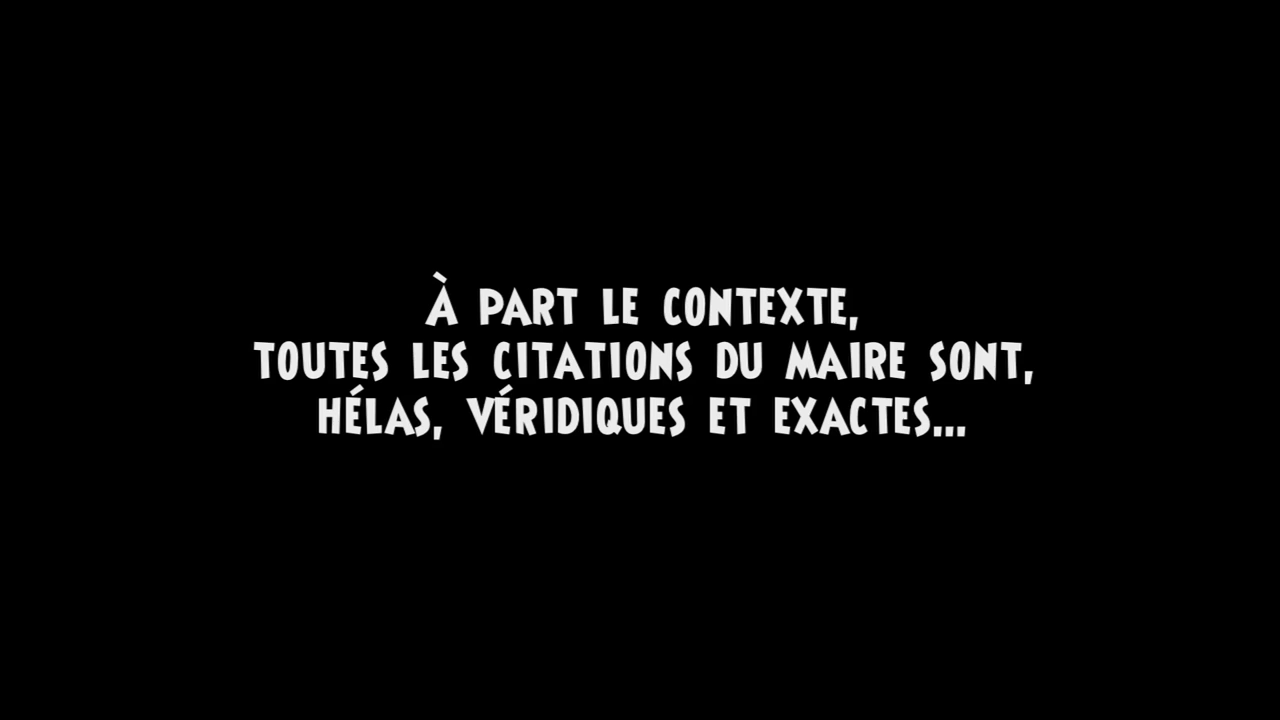 À PART LE CONTEXTE,
TOUTES LES CITATIONS DU MAIRE SONT,
HÉLAS, VÉRIDIQUES ET EXACTES...